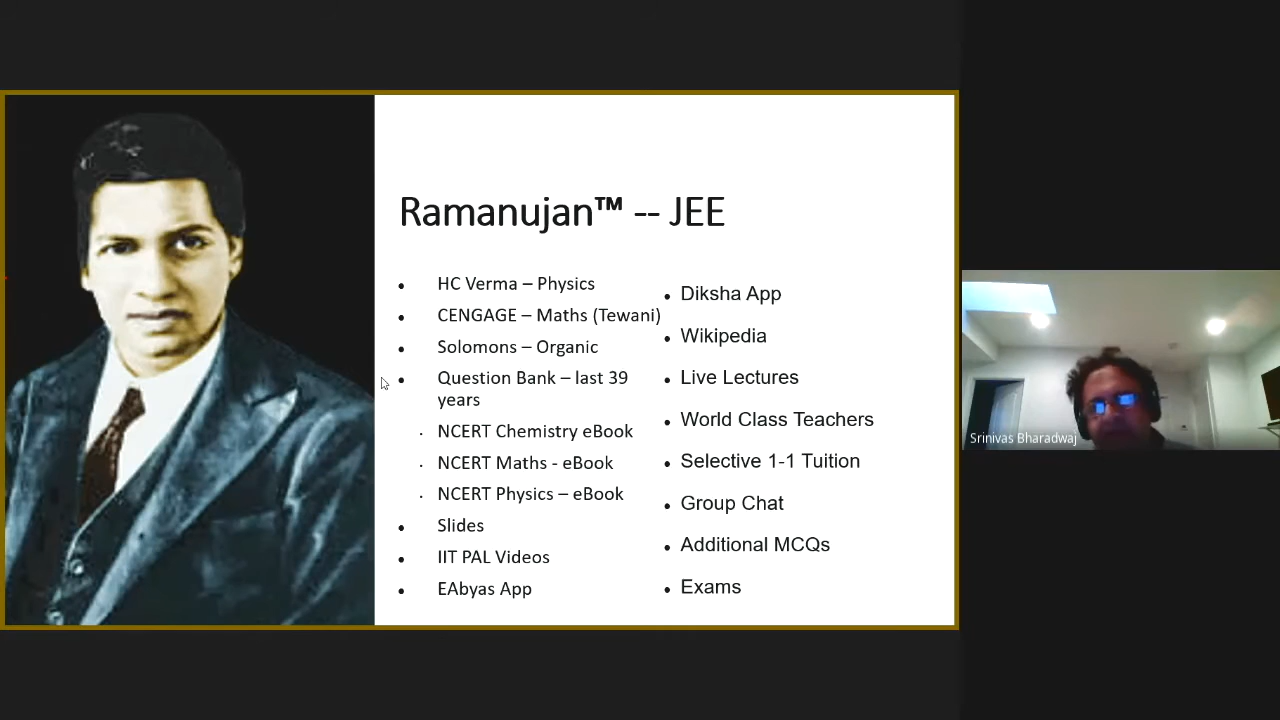 Ramanujan™ -- JEE
HC Verma – Physics
CENGAGE – Maths (Tewani)
Solomons – Organic
Question Bank – last 39
years
NCERT Chemistry eBook
NCERT Maths - eBook
NCERT Physics – eBook
Slides
IIT PAL Videos
EAbyas App
Diksha App
Wikipedia
Live Lectures
World Class Teachers
Selective 1-1 Tuition
Group Chat
Additional MCQs
Exams
Srinivas Bharadwaj